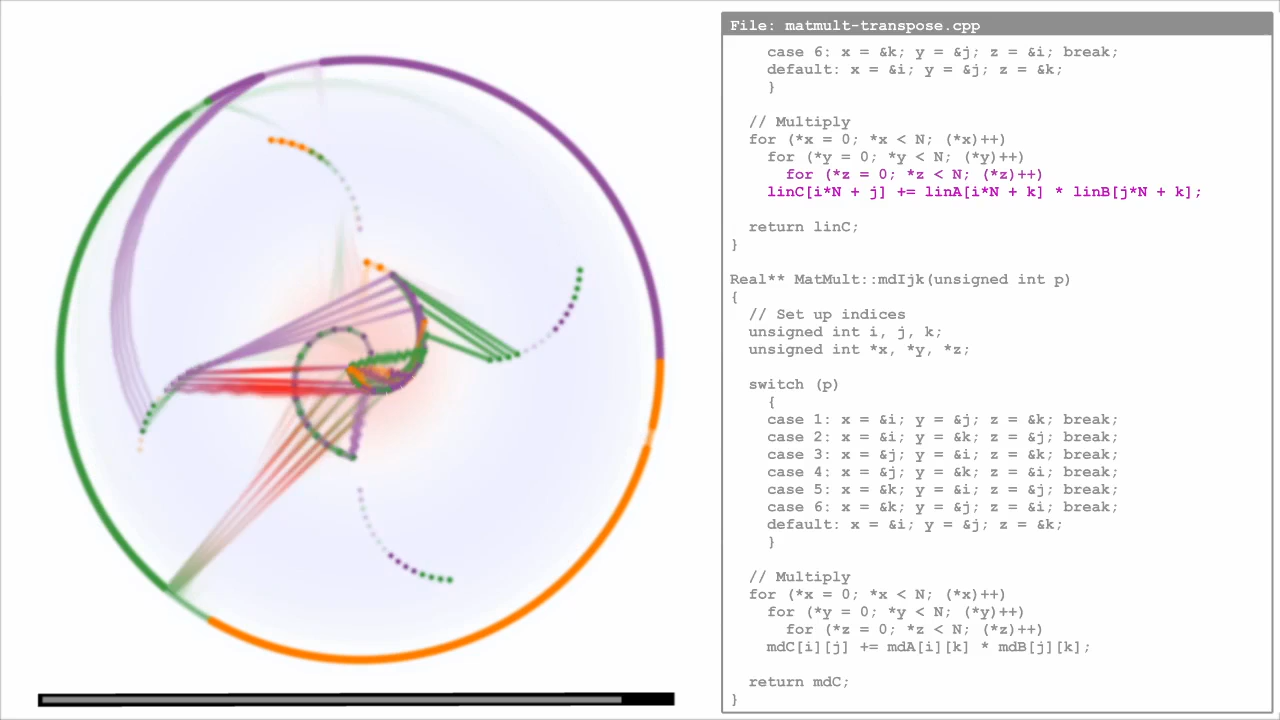 File: matmult-transpose.cpp
case 6: x = &k; y = &j; z = &i; break;
default: x = &i; y = &j; z = &k;
}
// Multiply
for (*x = 0; *x < N; (*x)++)
for (*y = 0; *y < N; (*y)++)
for (*z = 0; *z < N; (*z)++)
linC[i*N + j] += linA[i*N + k] * linB[j*N + k];
return linC;
}
Real** MatMult::mdIjk(unsigned int p)
{
// Set up indices
unsigned int i, j, k;
unsigned int *x, *y, *z;
switch (p)
{
case 1: x = &i; y = &j; z = &k; break;
case 2: x = &i; y = &k; z = &j; break;
case 3: x = &j; y = &i; z = &k; break;
case 4: x = &j; y = &k; z = &i; break;
case 5: x = &k; y = &i; z = &j; break;
case 6: x = &k; y = &j; z = &i; break;
default: x = &i; y = &j; z = &k;
}
// Multiply
for (*x = 0; *x < N; (*x)++)
for (*y = 0; *y < N; (*y)++)
for (*z = 0; *z < N; (*z)++)
mdC[i][j] += mdA[i][k] * mdB[j][k];
return mdC;
}